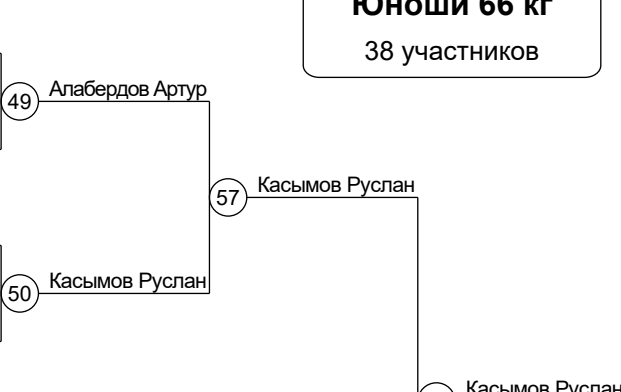 Юноши 66 кг
38 участников
49 Алабердов Артур
57 Касымов Руслан
50 Касымов Руслан
Касымов Руслан